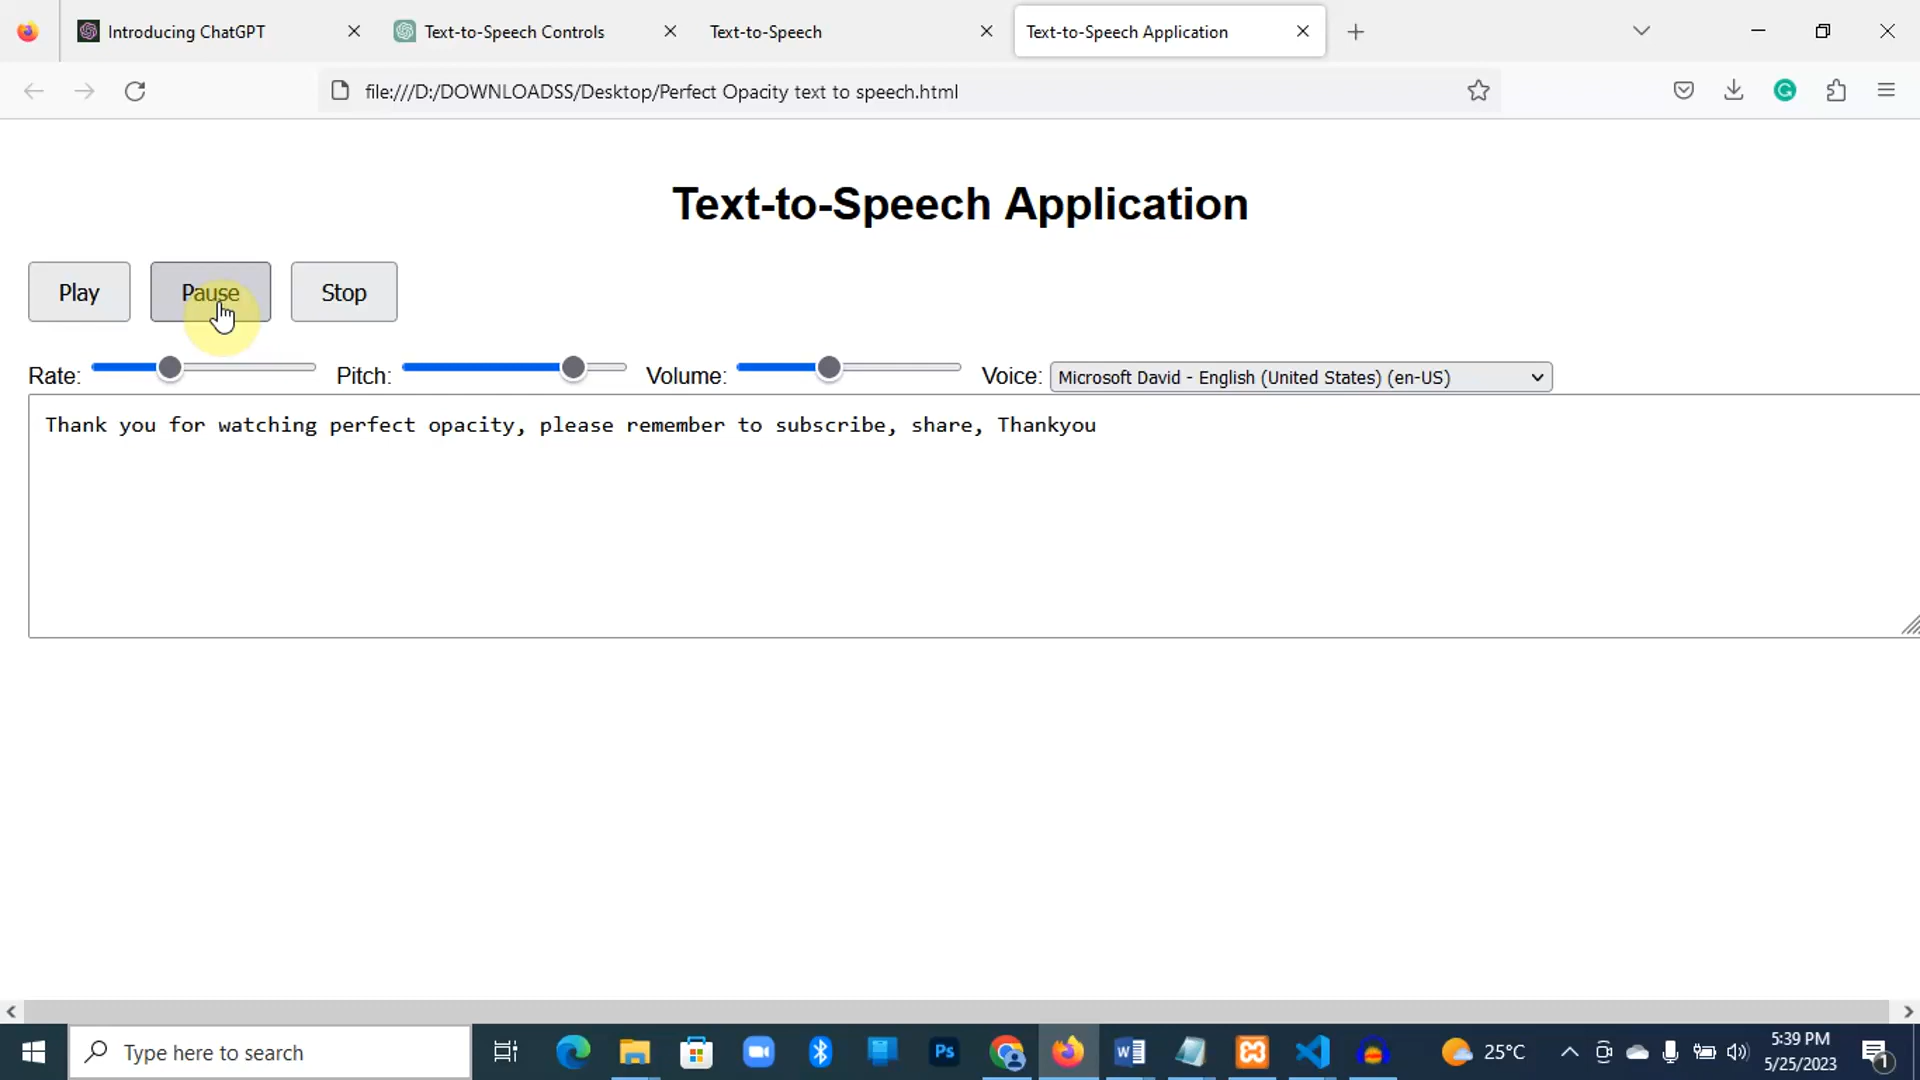 Introducing ChatGPT
Text-to-Speech Controls
Text-to-Speech
Text-to-Speech Application
file:///D:/DOWNLOADSS/Desktop/Perfect Opacity text to speech.html
Text-to-Speech Application
Play Pause Stop
Rate: Pitch: Volume: Voice: Microsoft David - English (United States) (en-US)
Thank you for watching perfect opacity, please remember to subscribe, share, Thankyou
Type here to search
Ps
25°C
5:39 PM
5/25/2023
1